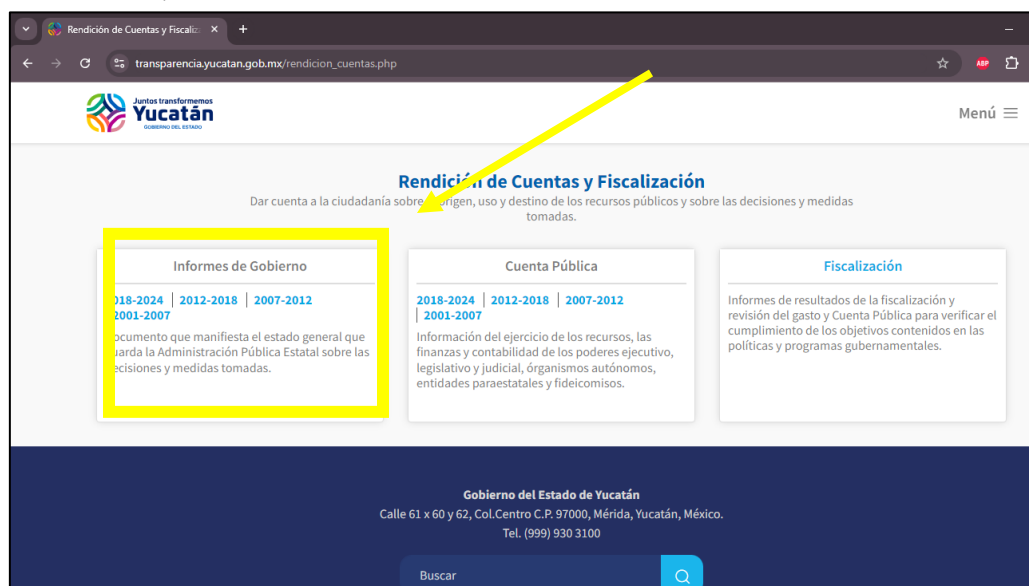 Rendición de Cuentas y Fiscaliz
transparencia.yucatan.gob.mx/rendicion_cuentas.php
ABP
Juntos transformemos
Yucatán
GOBIERNO DEL ESTADO
Menú
Rendición de Cuentas y Fiscalización
Dar cuenta a la ciudadanía sobre origen, uso y destino de los recursos públicos y sobre las decisiones y medidas
tomadas.
Informes de Gobierno
018-2024 | 2012-2018 | 2007-2012
2001-2007
ocumento que manifiesta el estado general que
uarda la Administración Pública Estatal sobre las
ecisiones y medidas tomadas.
Cuenta Pública
2018-2024 | 2012-2018 | 2007-2012
| 2001-2007
Información del ejercicio de los recursos, las
finanzas y contabilidad de los poderes ejecutivo,
legislativo y judicial, órganismos autónomos,
entidades paraestatales y fideicomisos.
Fiscalización
Informes de resultados de la fiscalización y
revisión del gasto y Cuenta Pública para verificar el
cumplimiento de los objetivos contenidos en las
políticas y programas gubernamentales.
Gobierno del Estado de Yucatán
Calle 61 x 60 y 62, Col.Centro C.P. 97000, Mérida, Yucatán, México.
Tel. (999) 930 3100
Buscar